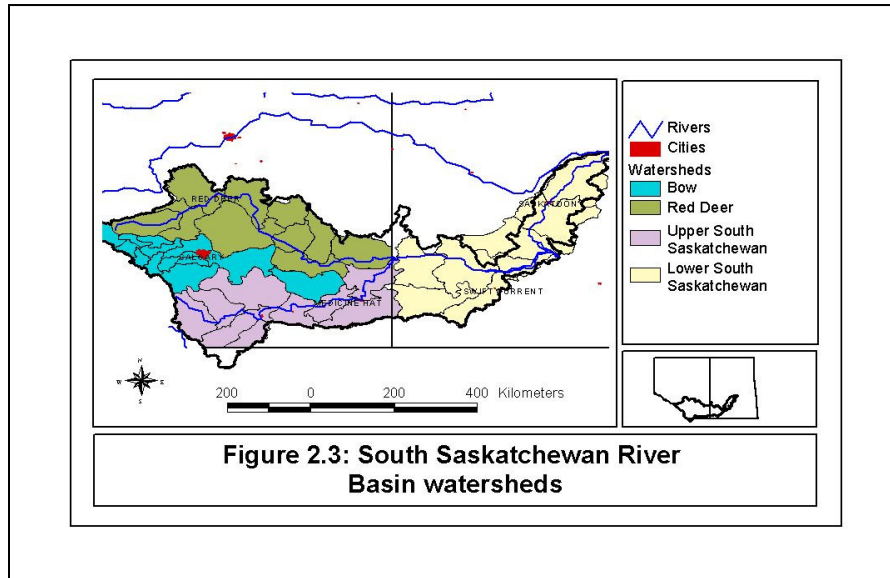 Rivers
Cities
Watersheds
Bow
Red Deer
Upper South
Saskatchewan
Lower South
Saskatchewan
RED DEER
SASKATOON
CALGARY
SWIFT CURRENT
MEDICINE HAT
N
W E
S
200 0 200 400 Kilometers
Figure 2.3: South Saskatchewan River
Basin watersheds